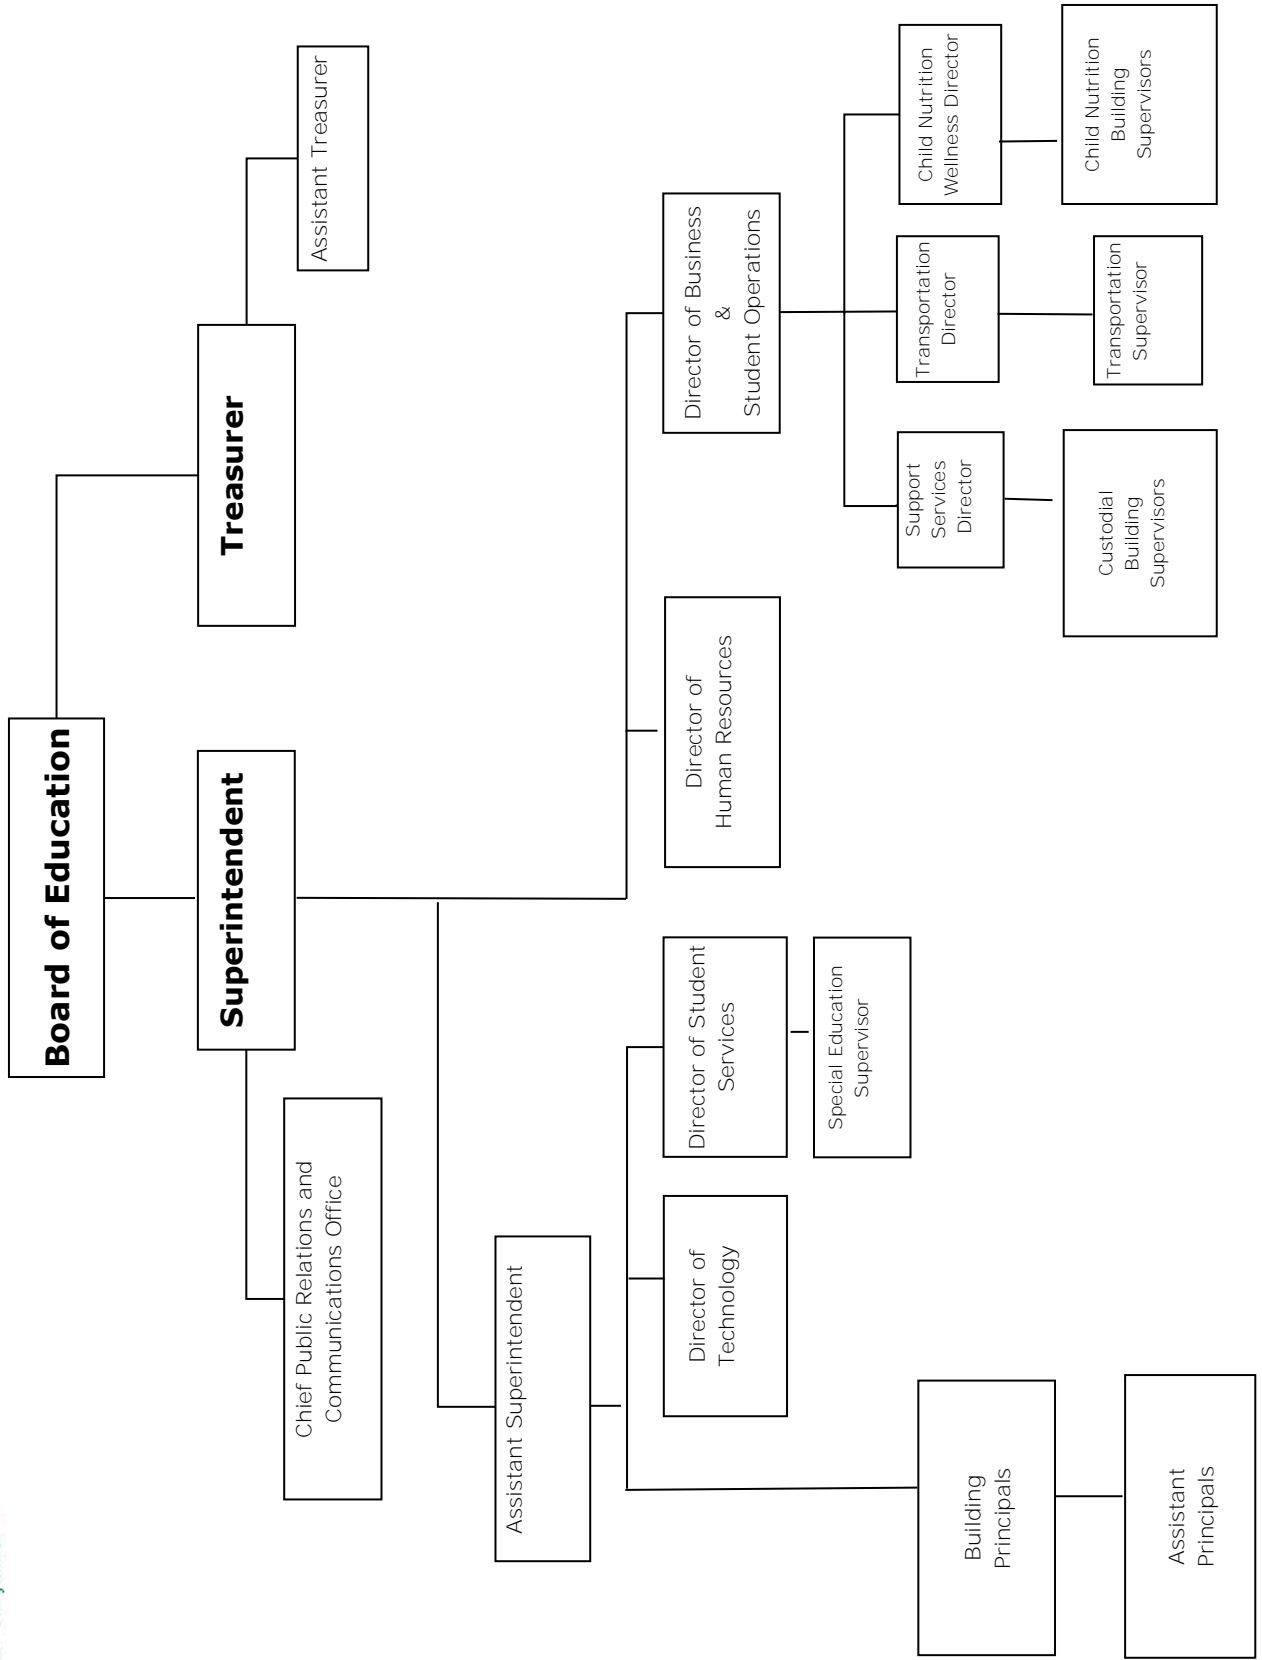 Board of Education
Superintendent
Treasurer
Chief Public Relations and
Communications Office
Assistant Treasurer
Assistant Superintendent
Director of
Technology
Director of Student
Services
Director of
Human Resources
Director of Business
&
Student Operations
Special Education
Supervisor
Building
Principals
Support
Services
Director
Transportation
Director
Child Nutrition
Wellness Director
Assistant
Principals
Custodial
Building
Supervisors
Transportation
Supervisor
Child Nutrition
Building
Supervisors